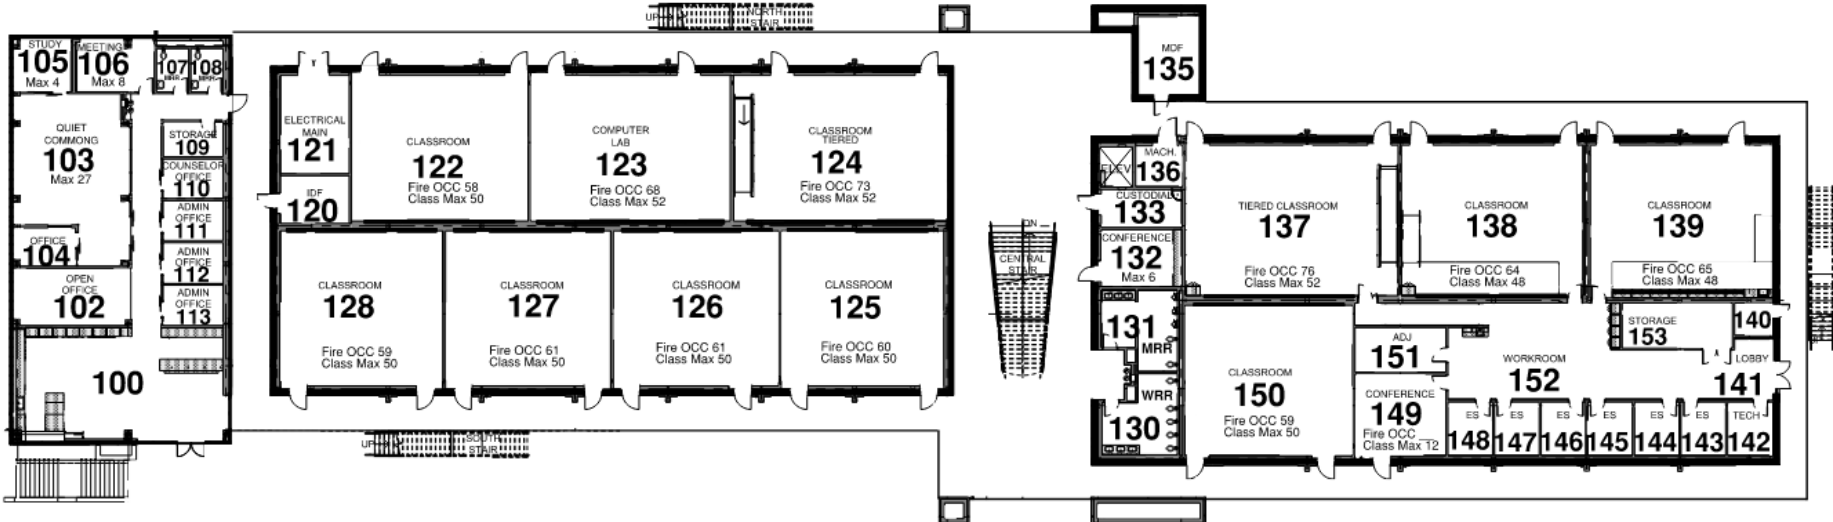 UP
NORTH
STAIR
STUDY
105
Max 4
MEETING
106
Max 8
107
MRR
108
MRR
QUIET
COMMONG
103
Max 27
STORAGE
109
COUNSELOR
OFFICE
110
ADMIN
OFFICE
111
OFFICE
104
ADMIN
OFFICE
112
OPEN
OFFICE
102
ADMIN
OFFICE
113
100
ELECTRICAL
MAIN
121
IDF
120
CLASSROOM
122
Fire OCC 58
Class Max 50
COMPUTER
LAB
123
Fire OCC 68
Class Max 52
CLASSROOM
TIERED
124
Fire OCC 73
Class Max 52
CLASSROOM
128
Fire OCC 59
Class Max 50
CLASSROOM
127
Fire OCC 61
Class Max 50
CLASSROOM
126
Fire OCC 61
Class Max 50
CLASSROOM
125
Fire OCC 60
Class Max 50
UP
SOUTH
STAIR
DN
CENTRAL
STAIR
MDF
135
ELEV
MACH.
136
CUSTODIAL
133
CONFERENCE
132
Max 6
131
MRR
WRR
130
TIERED CLASSROOM
137
Fire OCC 76
Class Max 52
CLASSROOM
138
Fire OCC 64
Class Max 48
CLASSROOM
139
Fire OCC 65
Class Max 48
CLASSROOM
150
Fire OCC 59
Class Max 50
ADJ
151
CONFERENCE
149
Fire OCC
Class Max 12
WORKROOM
152
STORAGE
153
140
LOBBY
141
ES
148
ES
147
ES
146
ES
145
ES
144
ES
143
TECH
142